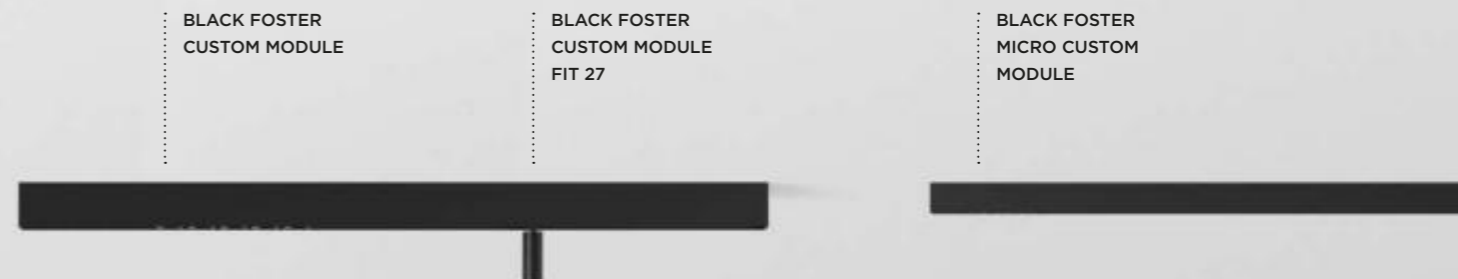 BLACK FOSTER
CUSTOM MODULE
BLACK FOSTER
CUSTOM MODULE
FIT 27
BLACK FOSTER
MICRO CUSTOM
MODULE